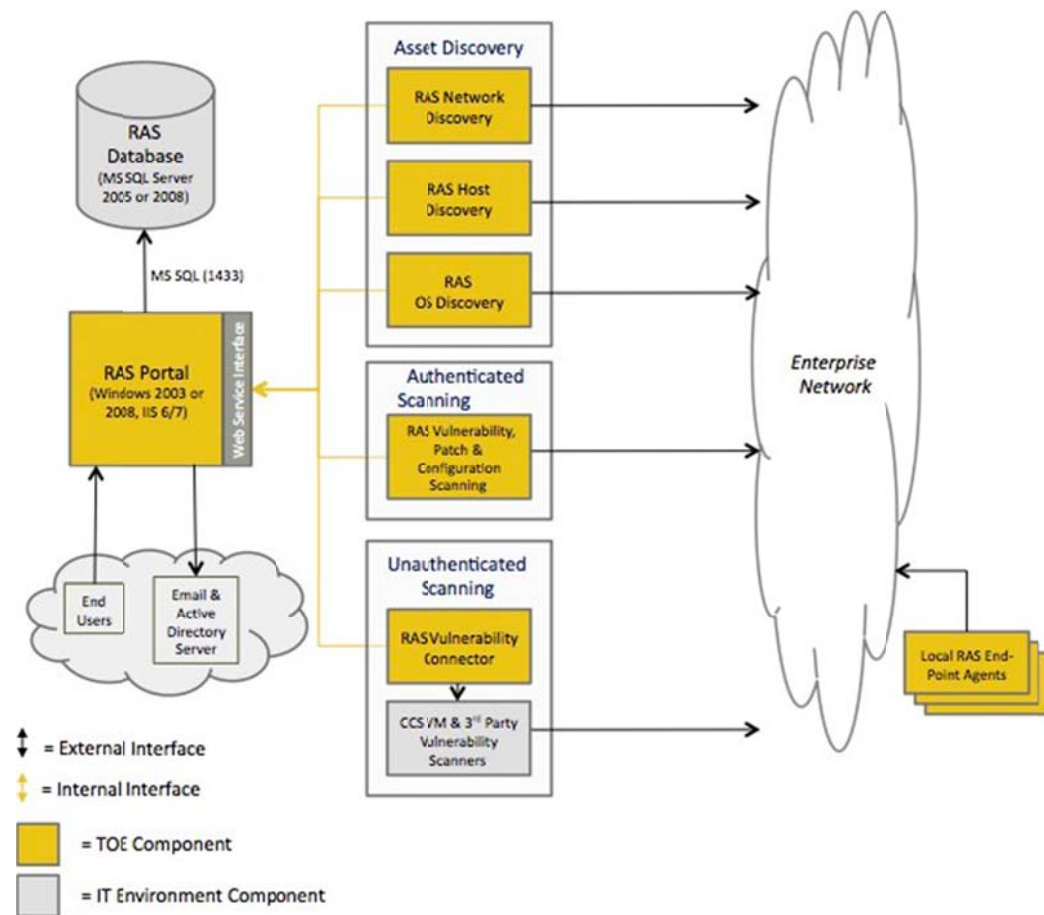 RAS
Database
(MS SQL Server
2005 or 2008)
MS SQL (1433)
RAS Portal
(Windows 2003 or
2008, IIS 6/7)
Web Service Interface
End
Users
Email &
Active
Directory
Server
Asset Discovery
RAS Network
Discovery
RAS Host
Discovery
RAS
OS Discovery
Authenticated
Scanning
RAS Vulnerability,
Patch &
Configuration
Scanning
Unauthenticated
Scanning
RAS Vulnerability
Connector
CCSVM & 3rd Party
Vulnerability
Scanners
Enterprise
Network
Local RAS End-
Point Agents
= External Interface
= Internal Interface
= TOE Component
= IT Environment Component